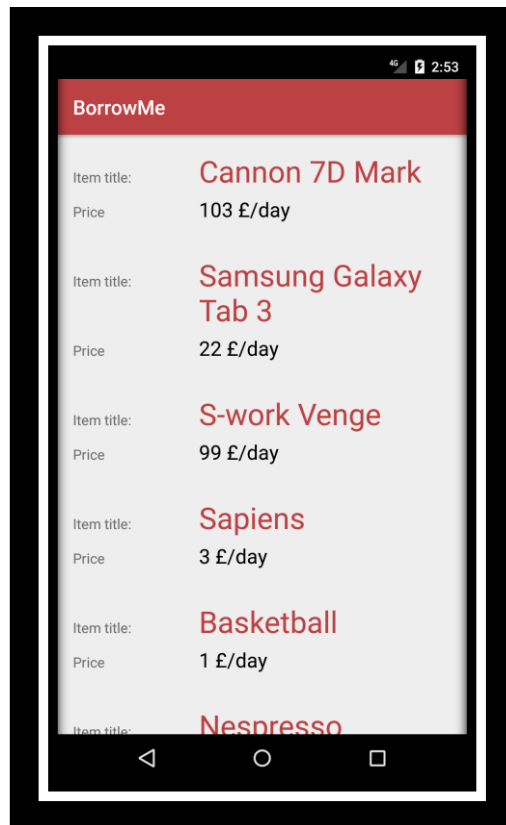 4G 2:53
BorrowMe
Item title: Cannon 7D Mark
Price 103 £/day
Item title: Samsung Galaxy
Tab 3
Price 22 £/day
Item title: S-work Venge
Price 99 £/day
Item title: Sapiens
Price 3 £/day
Item title: Basketball
Price 1 £/day
Item title: Nespresso